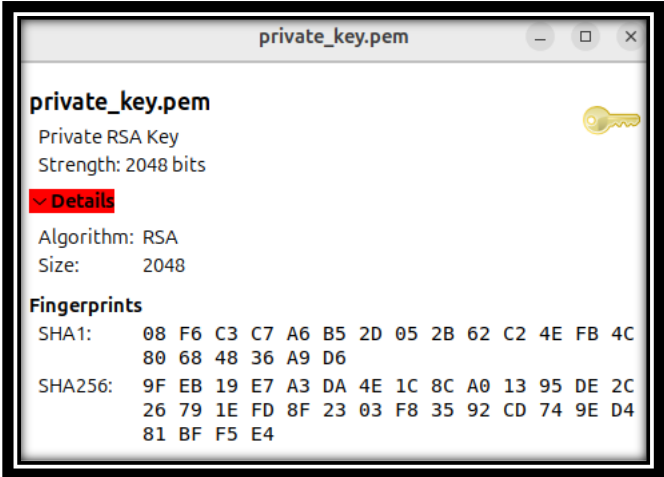 private_key.pem
private_key.pem
Private RSA Key
Strength: 2048 bits
Details
Algorithm: RSA
Size: 2048
Fingerprints
SHA1: 08 F6 C3 C7 A6 B5 2D 05 2B 62 C2 4E FB 4C
80 68 48 36 A9 D6
SHA256: 9F EB 19 E7 A3 DA 4E 1C 8C A0 13 95 DE 2C
26 79 1E FD 8F 23 03 F8 35 92 CD 74 9E D4
81 BF F5 E4